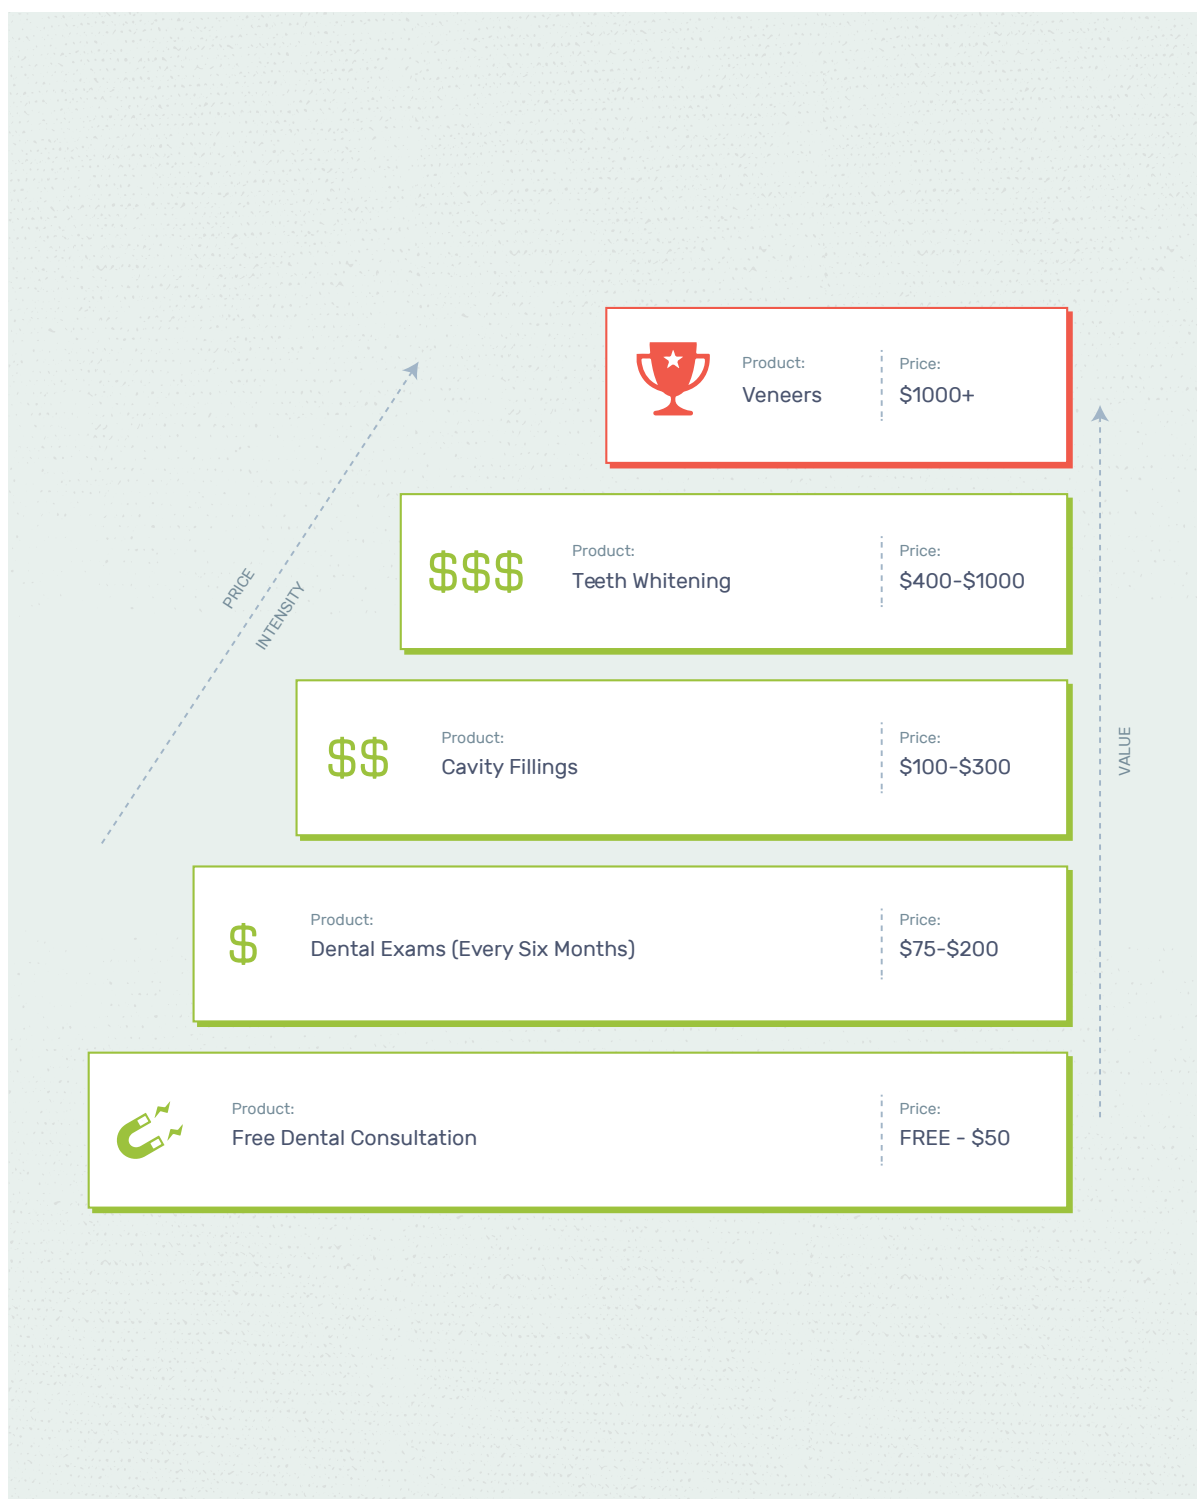 Product:
Price:
Veneers
$1000+
$$$
Product:
Price:
Teeth Whitening
$400-$1000
PRICE
INTENSITY
$$
Product:
Price:
Cavity Fillings
$100-$300
VALUE
$
Product:
Price:
Dental Exams (Every Six Months)
$75-$200
Product:
Price:
Free Dental Consultation
FREE - $50